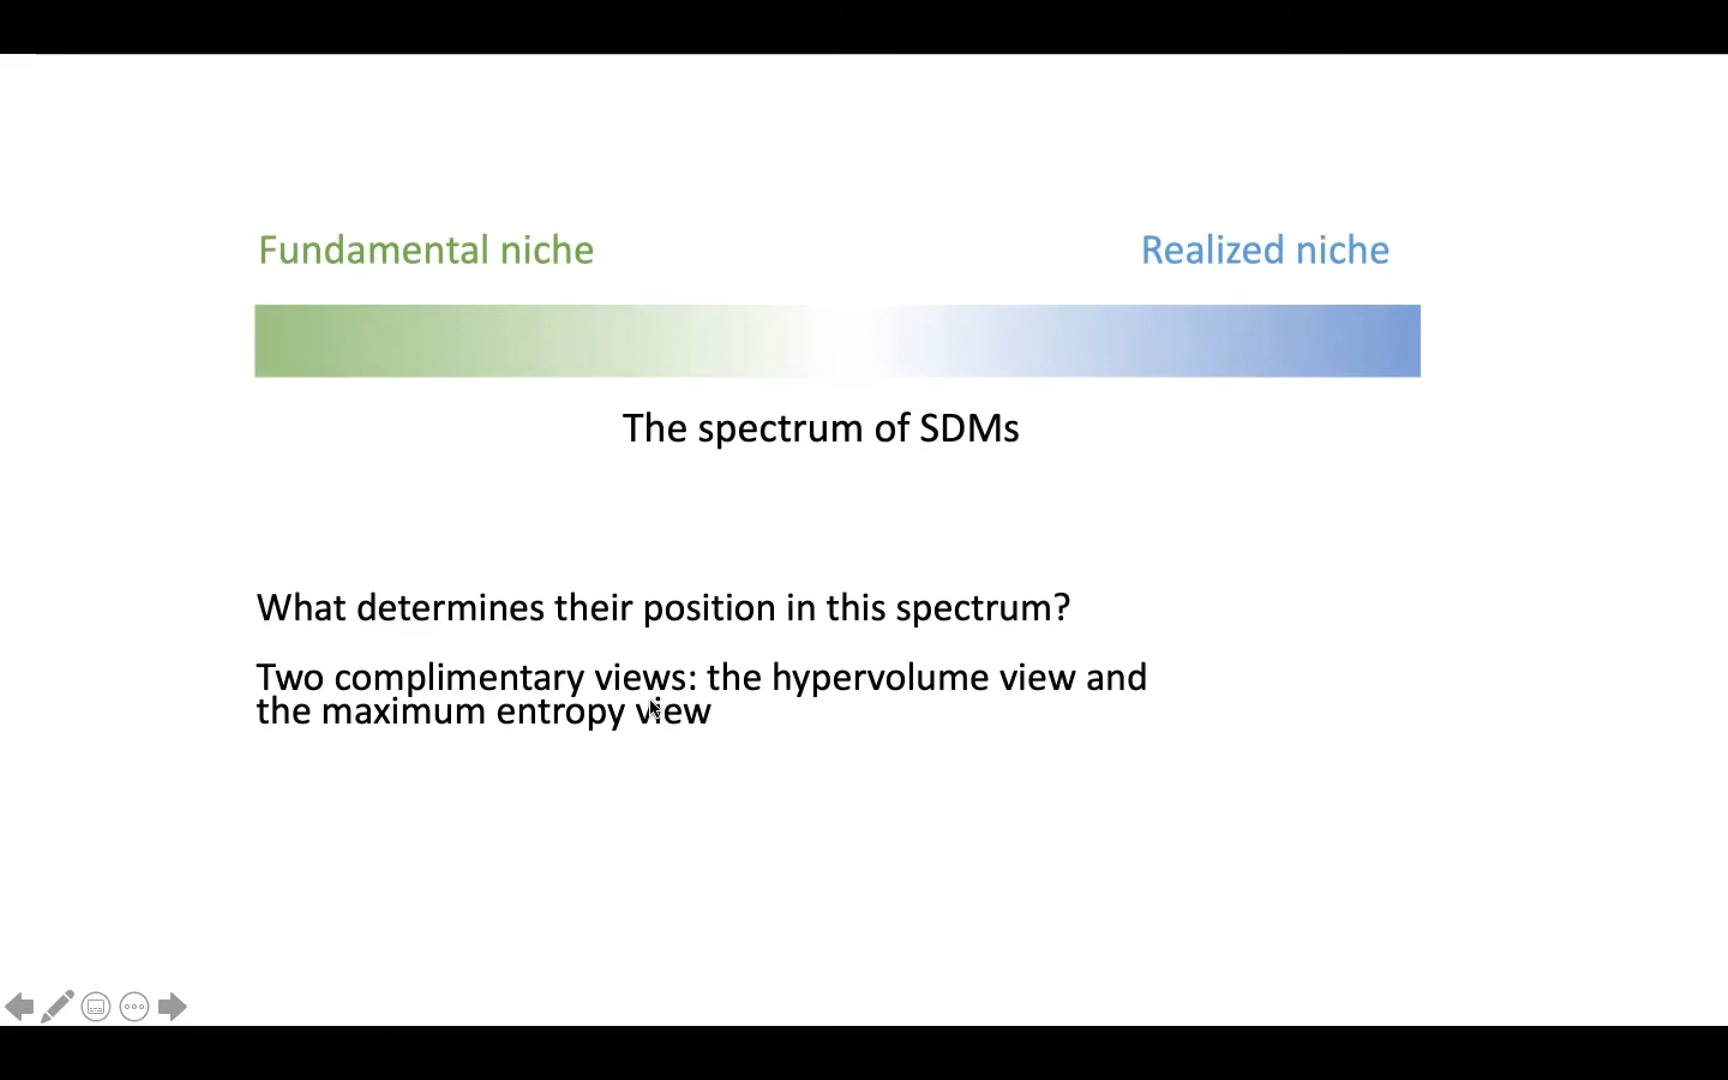 Fundamental niche
Realized niche
The spectrum of SDMs
What determines their position in this spectrum?
Two complimentary views: the hypervolume view and
the maximum entropy view